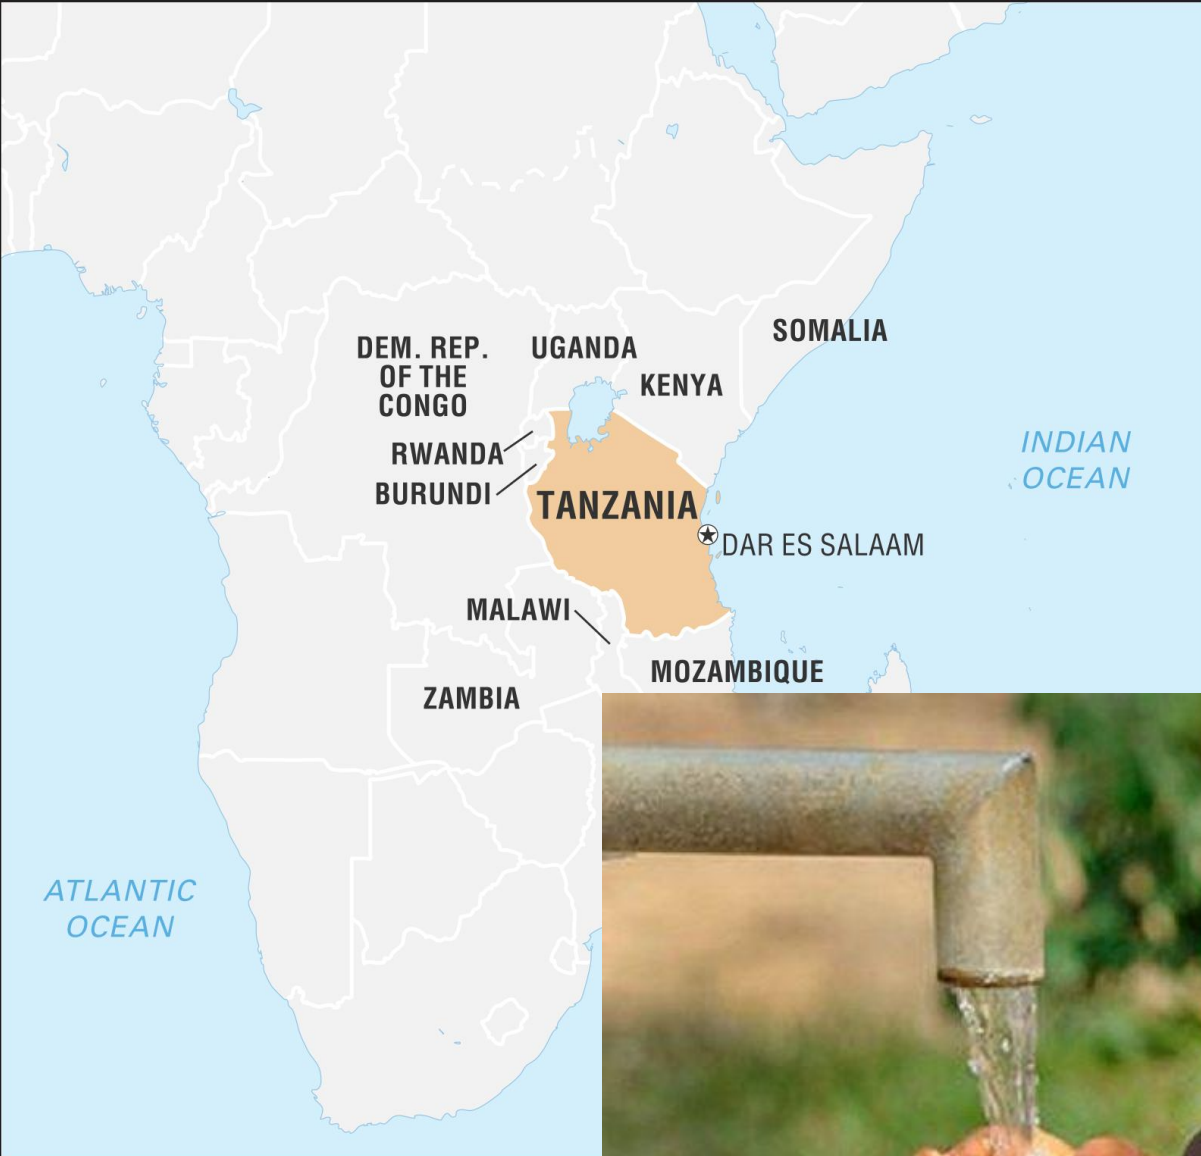 DEM. REP.
OF THE
CONGO
UGANDA
KENYA
SOMALIA
RWANDA
BURUNDI
TANZANIA
DAR ES SALAAM
INDIAN
OCEAN
MALAWI
MOZAMBIQUE
ZAMBIA
ATLANTIC
OCEAN